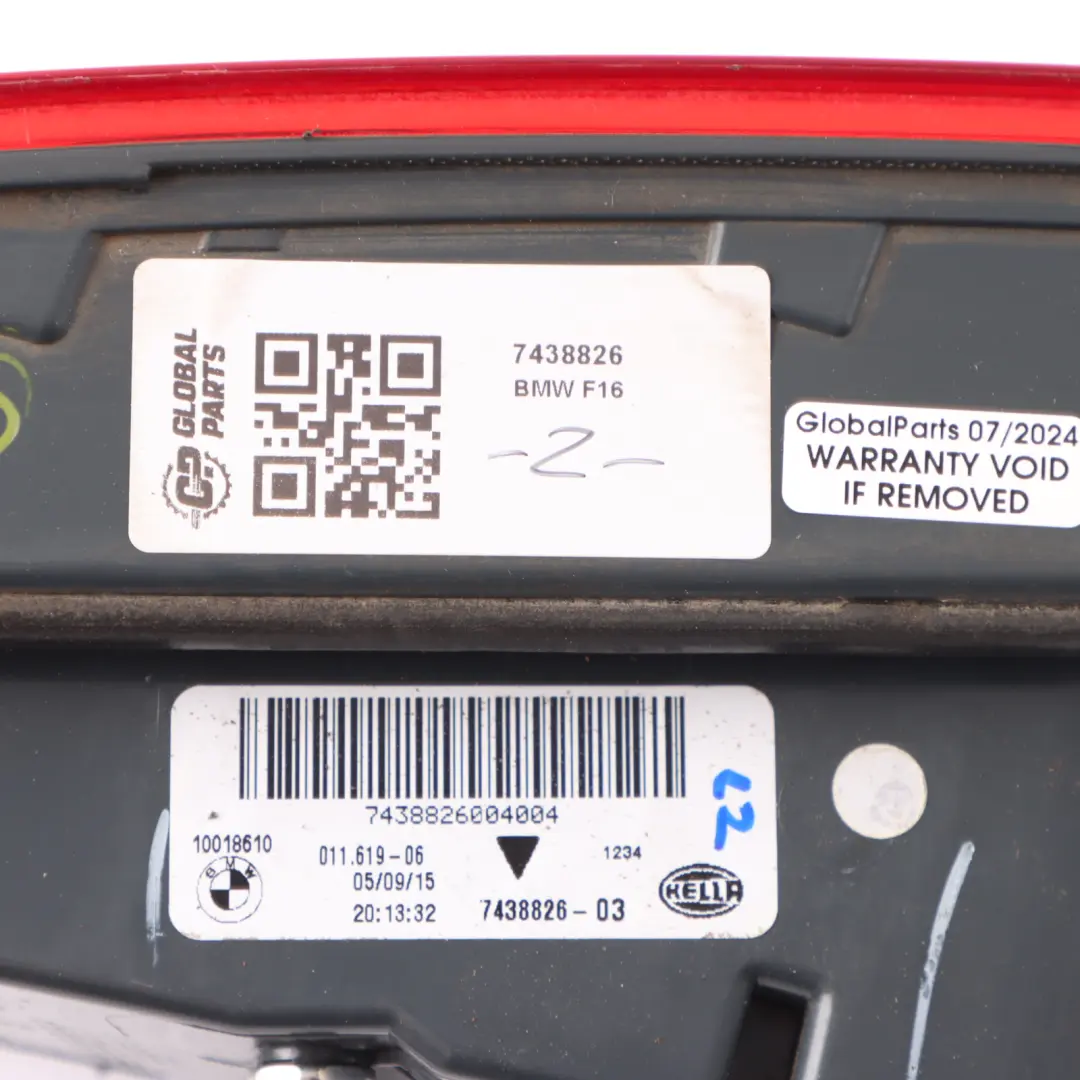 GLOBAL
PARTS
7438826
BMW F16
-2-
GlobalParts 07/2024
WARRANTY VOID
IF REMOVED
7438826004004
10018610
011.619-06
1234
05/09/15
20:13:32
7438826-03
BMW
HELLA